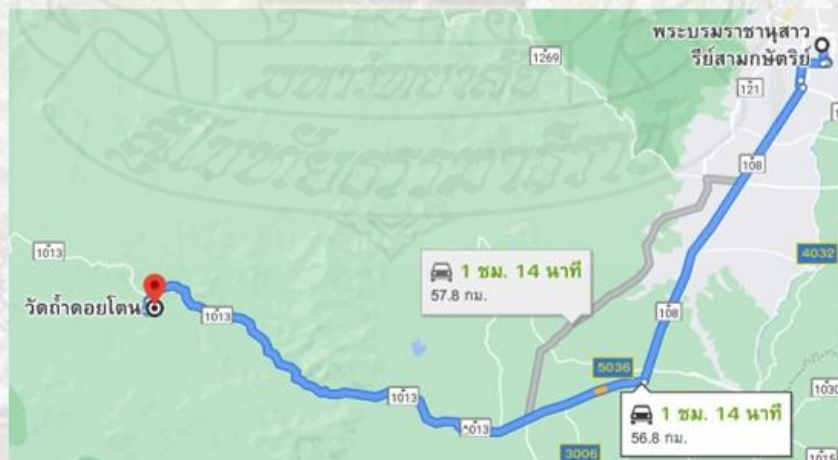 พระบรมราชานุสาว
รีย์สามกษัตริย์
1269
121
108
4032
1013
1 ชม. 14 นาที
57.8 กม.
วัดถ้ำดอยโตน
1013
108
5036
1030
1013
1 ชม. 14 นาที
56.8 กม.
1013
3006
1015